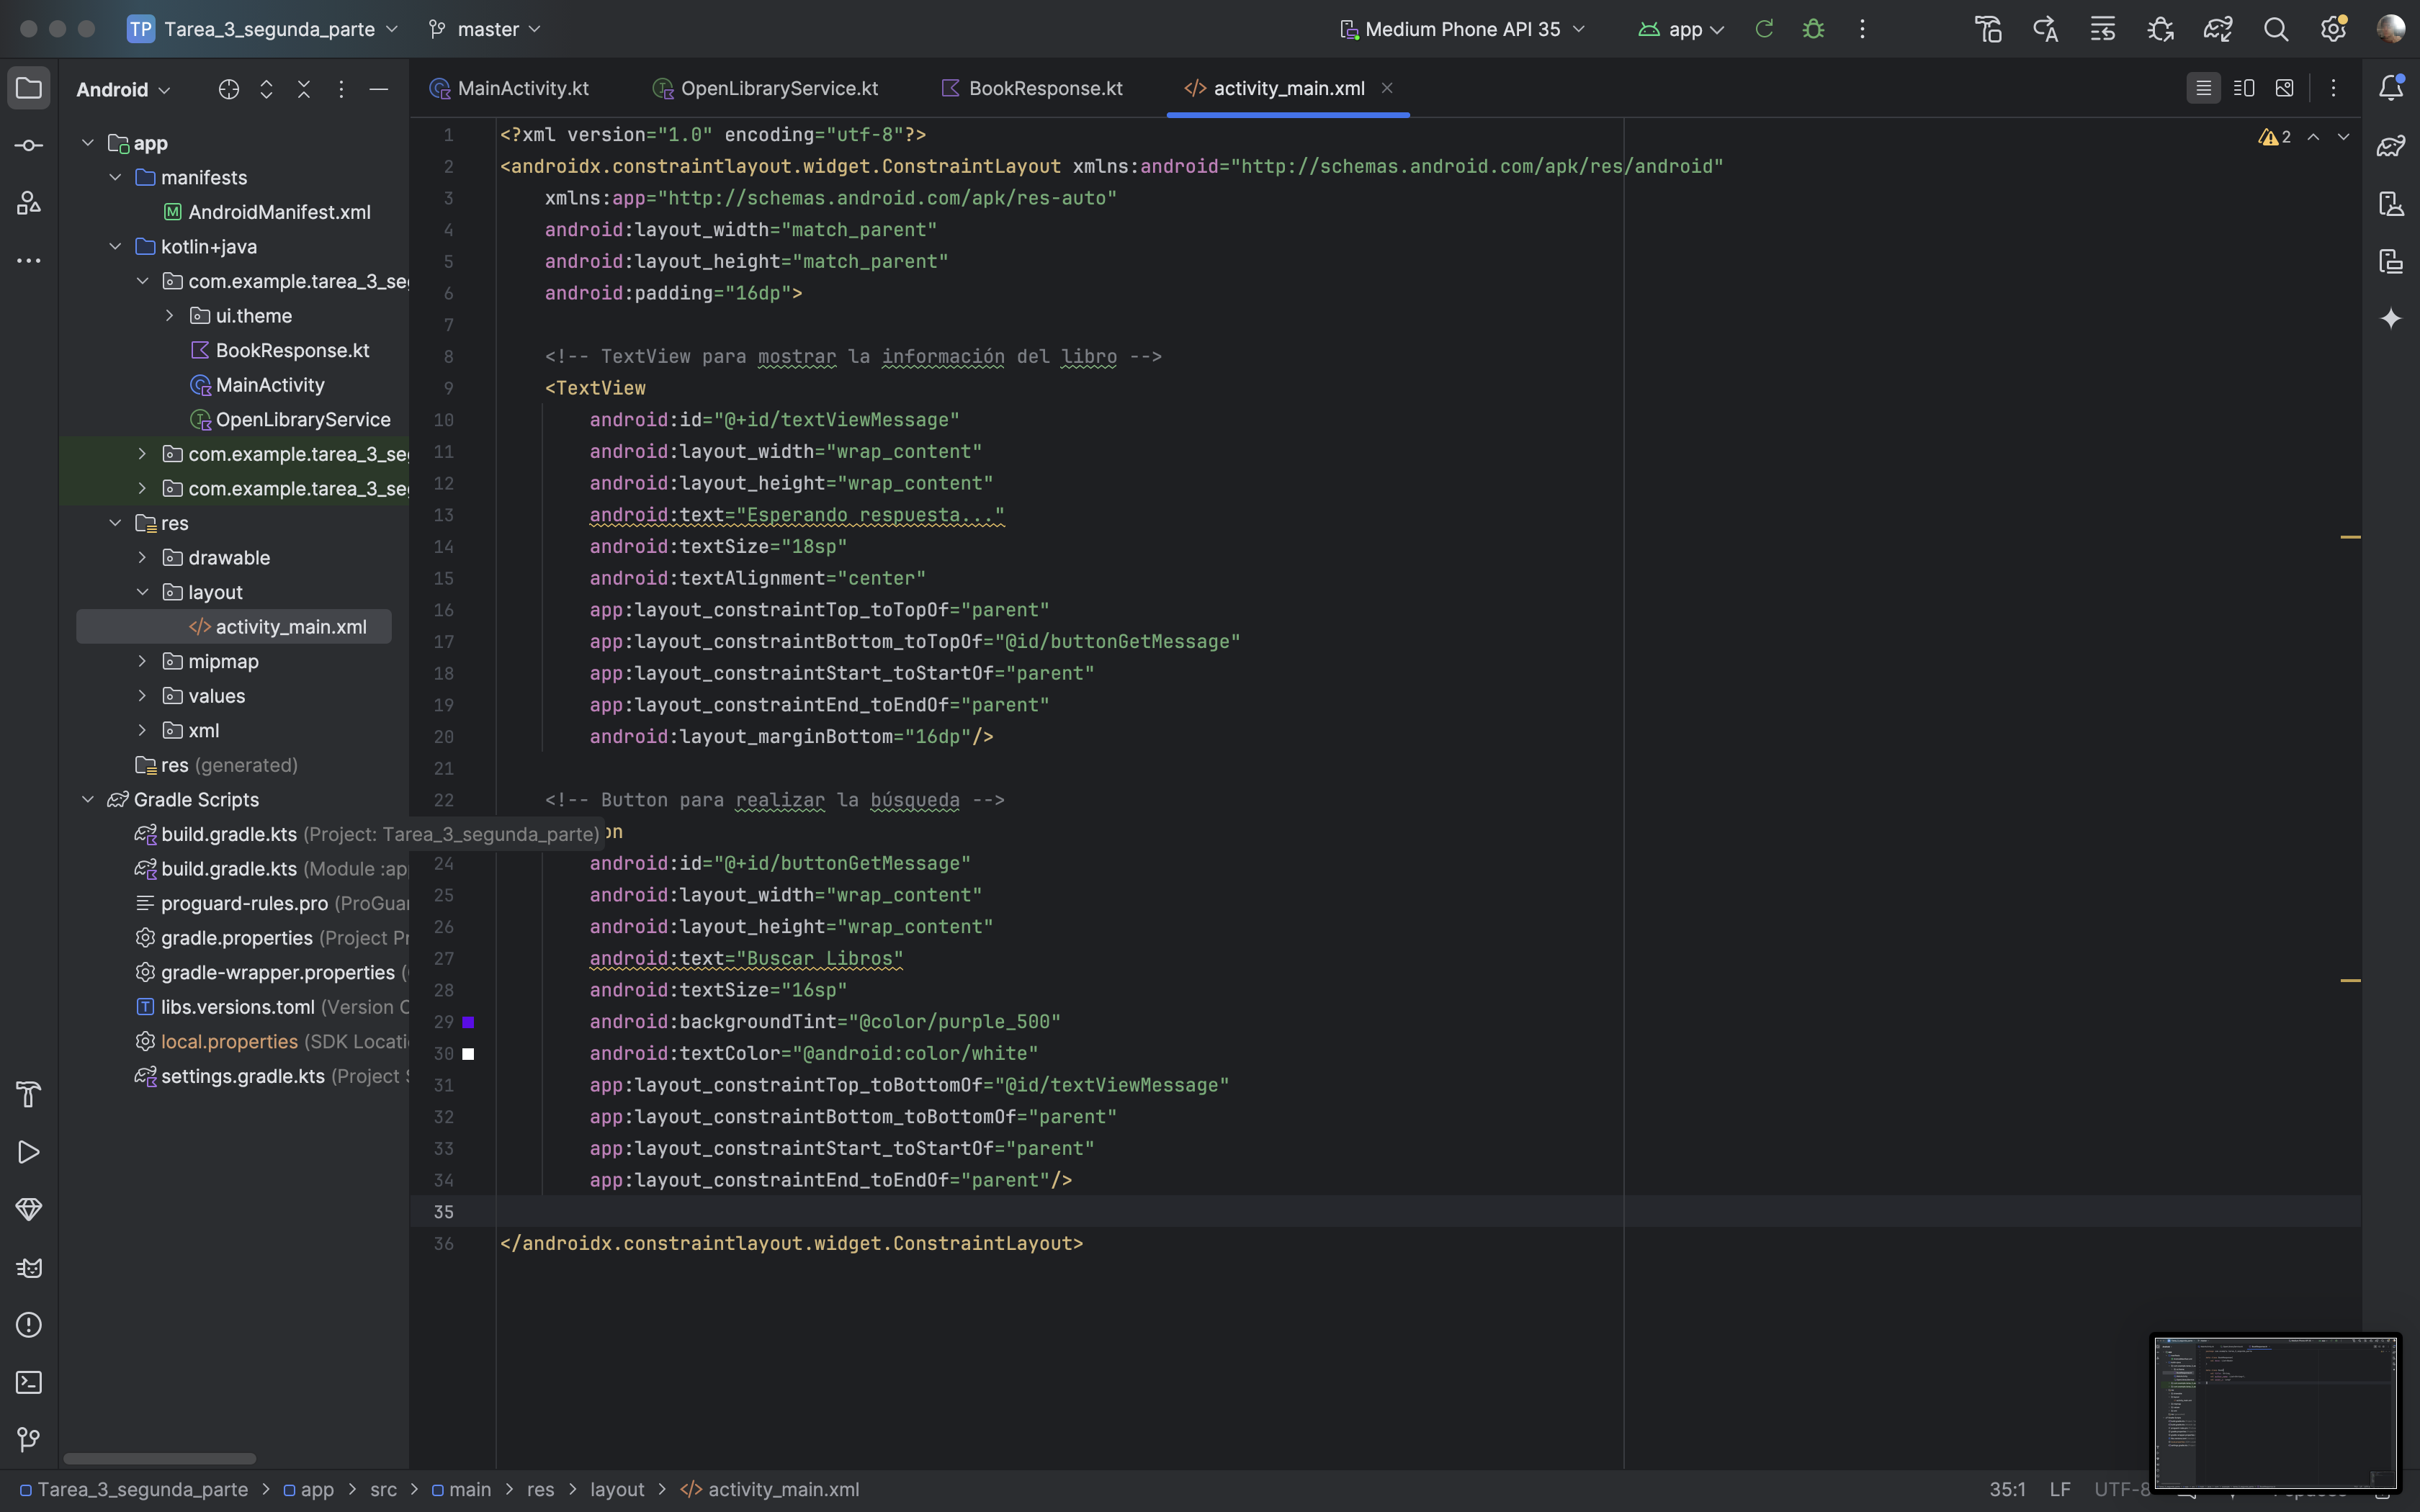 TP Tarea_3_segunda_parte master Medium Phone API 35 app
Android
MainActivity.kt OpenLibraryService.kt BookResponse.kt activity_main.xml
app
manifests
AndroidManifest.xml
kotlin+java
com.example.tarea_3_se
ui.theme
BookResponse.kt
MainActivity
OpenLibraryService
com.example.tarea_3_se
com.example.tarea_3_se
res
drawable
layout
activity_main.xml
mipmap
values
xml
res (generated)
Gradle Scripts
build.gradle.kts (Project: Tarea_3_segunda_parte)
build.gradle.kts (Module :ap
proguard-rules.pro (ProGua
gradle.properties (Project P
gradle-wrapper.properties (
libs.versions.toml (Version C
local.properties (SDK Locati
settings.gradle.kts (Project
2
1 <?xml version="1.0" encoding="utf-8"?>
2 <androidx.constraintlayout.widget.ConstraintLayout xmlns:android="http://schemas.android.com/apk/res/android"
3 xmlns:app="http://schemas.android.com/apk/res-auto"
4 android:layout_width="match_parent"
5 android:layout_height="match_parent"
6 android:padding="16dp">
7
8 <!-- TextView para mostrar la información del libro -->
9 <TextView
10 android:id="@+id/textViewMessage"
11 android:layout_width="wrap_content"
12 android:layout_height="wrap_content"
13 android:text="Esperando respuesta..."
14 android:textSize="18sp"
15 android:textAlignment="center"
16 app:layout_constraintTop_toTopOf="parent"
17 app:layout_constraintBottom_toTopOf="@id/buttonGetMessage"
18 app:layout_constraintStart_toStartOf="parent"
19 app:layout_constraintEnd_toEndOf="parent"
20 android:layout_marginBottom="16dp"/>
21
22 <!-- Button para realizar la búsqueda -->
on
24 android:id="@+id/buttonGetMessage"
25 android:layout_width="wrap_content"
26 android:layout_height="wrap_content"
27 android:text="Buscar Libros"
28 android:textSize="16sp"
29 android:backgroundTint="@color/purple_500"
30 android:textColor="@android:color/white"
31 app:layout_constraintTop_toBottomOf="@id/textViewMessage"
32 app:layout_constraintBottom_toBottomOf="parent"
33 app:layout_constraintStart_toStartOf="parent"
34 app:layout_constraintEnd_toEndOf="parent"/>
35
36 </androidx.constraintlayout.widget.ConstraintLayout>
Tarea_3_segunda_parte > app > src > main > res > layout > activity_main.xml 35:1 LF UTF-8